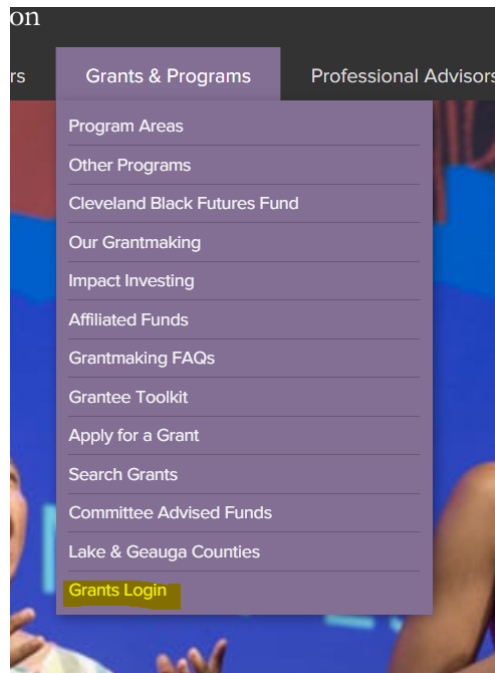 on
rs
Grants & Programs
Professional Advisors
Program Areas
Other Programs
Cleveland Black Futures Fund
Our Grantmaking
Impact Investing
Affiliated Funds
Grantmaking FAQs
Grantee Toolkit
Apply for a Grant
Search Grants
Committee Advised Funds
Lake & Geauga Counties
Grants Login